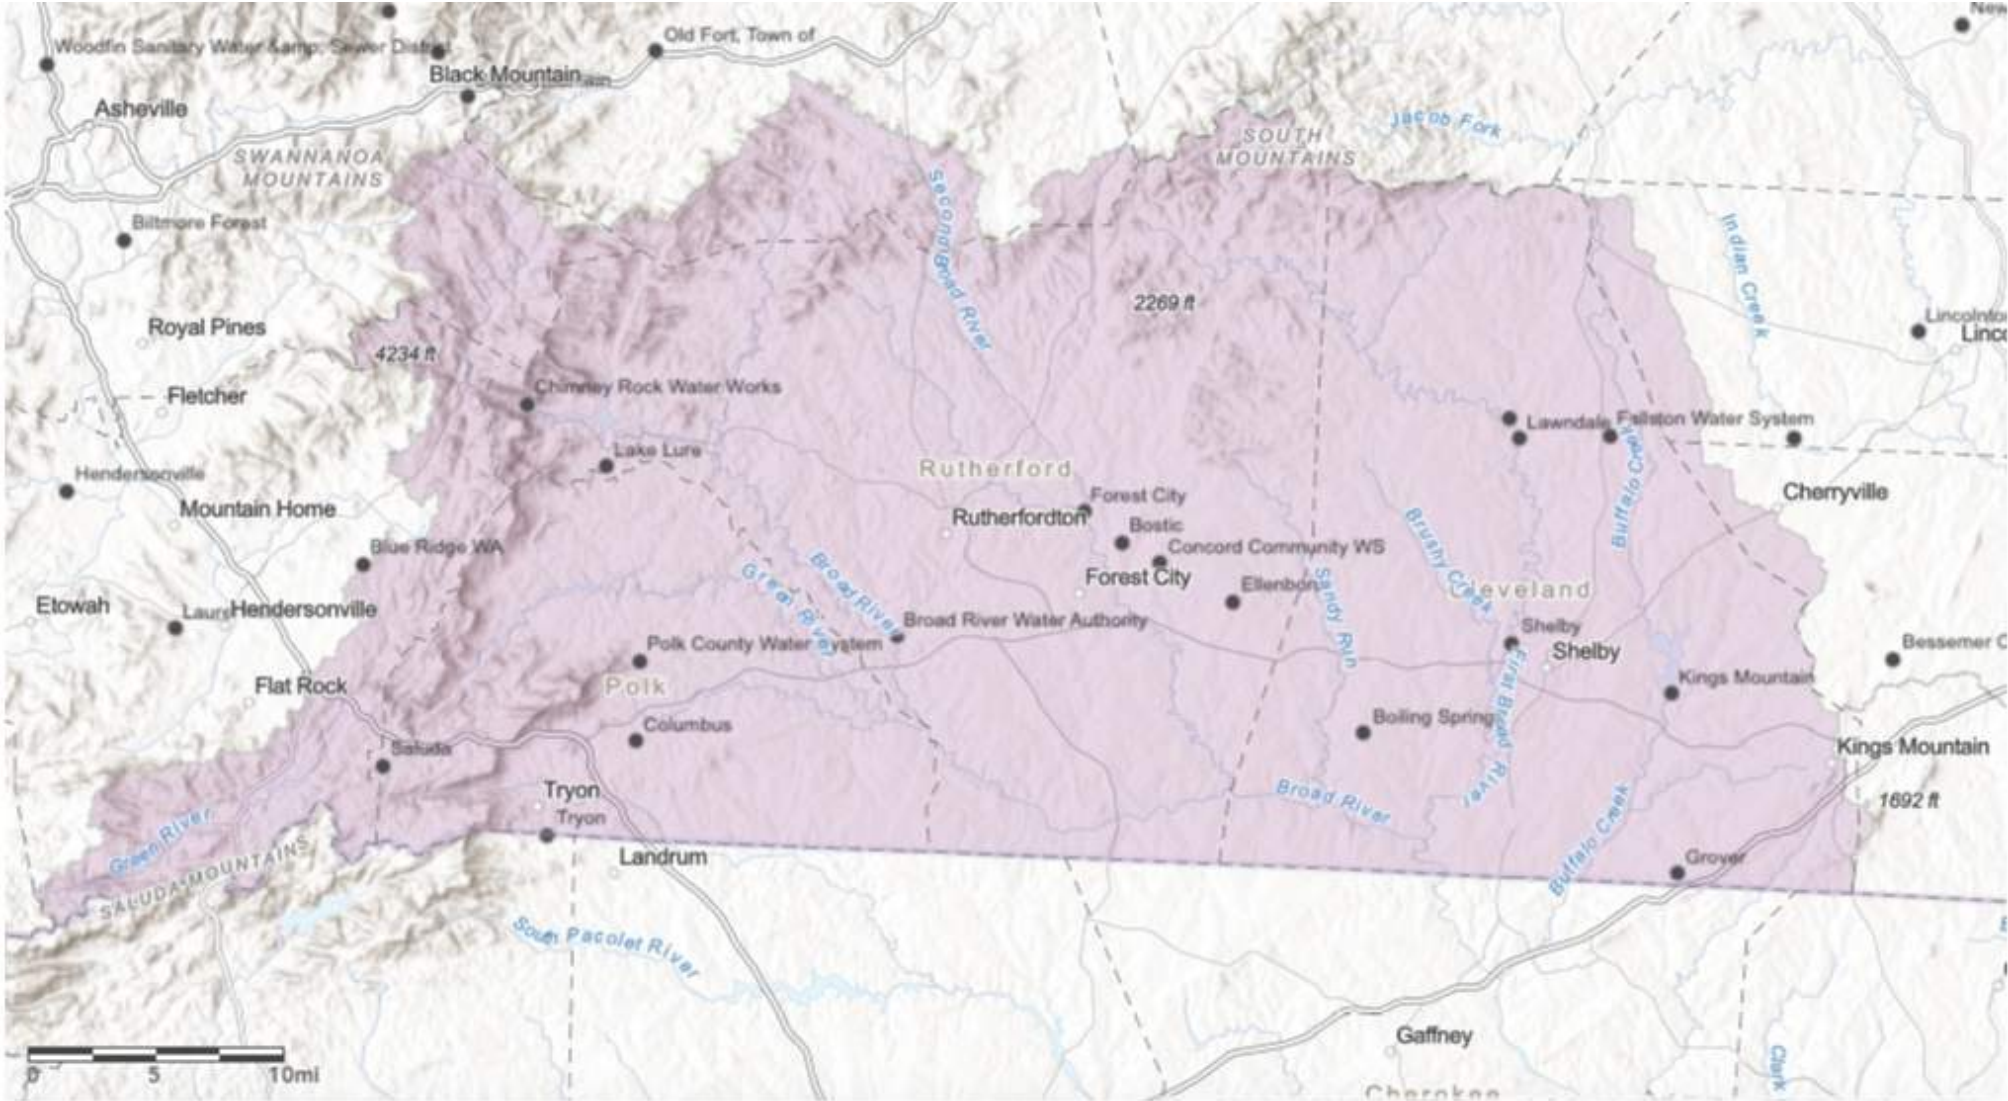 New
Old Fort, Town of
Woodfin Sanitary Water &amp; Sewer District
Black Mountain
Asheville
Jacob Fork
SOUTH
MOUNTAINS
SWANNANOA
MOUNTAINS
Second Broad River
Biltmore Forest
Indian Creek
2269 ft
Royal Pines
Lincolnto
Linco
4234 ft
Chimney Rock Water Works
Fletcher
Lawndale
Fallston Water System
Lake Lure
Rutherford
Hendersonville
Buffalo Creek
Cherryville
Forest City
Mountain Home
Rutherfordton
Bostic
Brushy Creek
Blue Ridge WA
Concord Community WS
Green River
Broad River
Forest City
Ellenboro
Sandy Run
Cleveland
Etowah
Laure
Hendersonville
Broad River Water Authority
Shelby
Polk County Water System
Shelby
Bessemer C
Flat Rock
Polk
Kings Mountain
First Broad River
Columbus
Boiling Spring
Saluda
Kings Mountain
Tryon
Broad River
Tryon
1692 ft
Green River
Buffalo Creek
SALUDA MOUNTAINS
Landrum
Grover
South Pacolet River
Gaffney
0 5 10mi
Clark
Cherokee